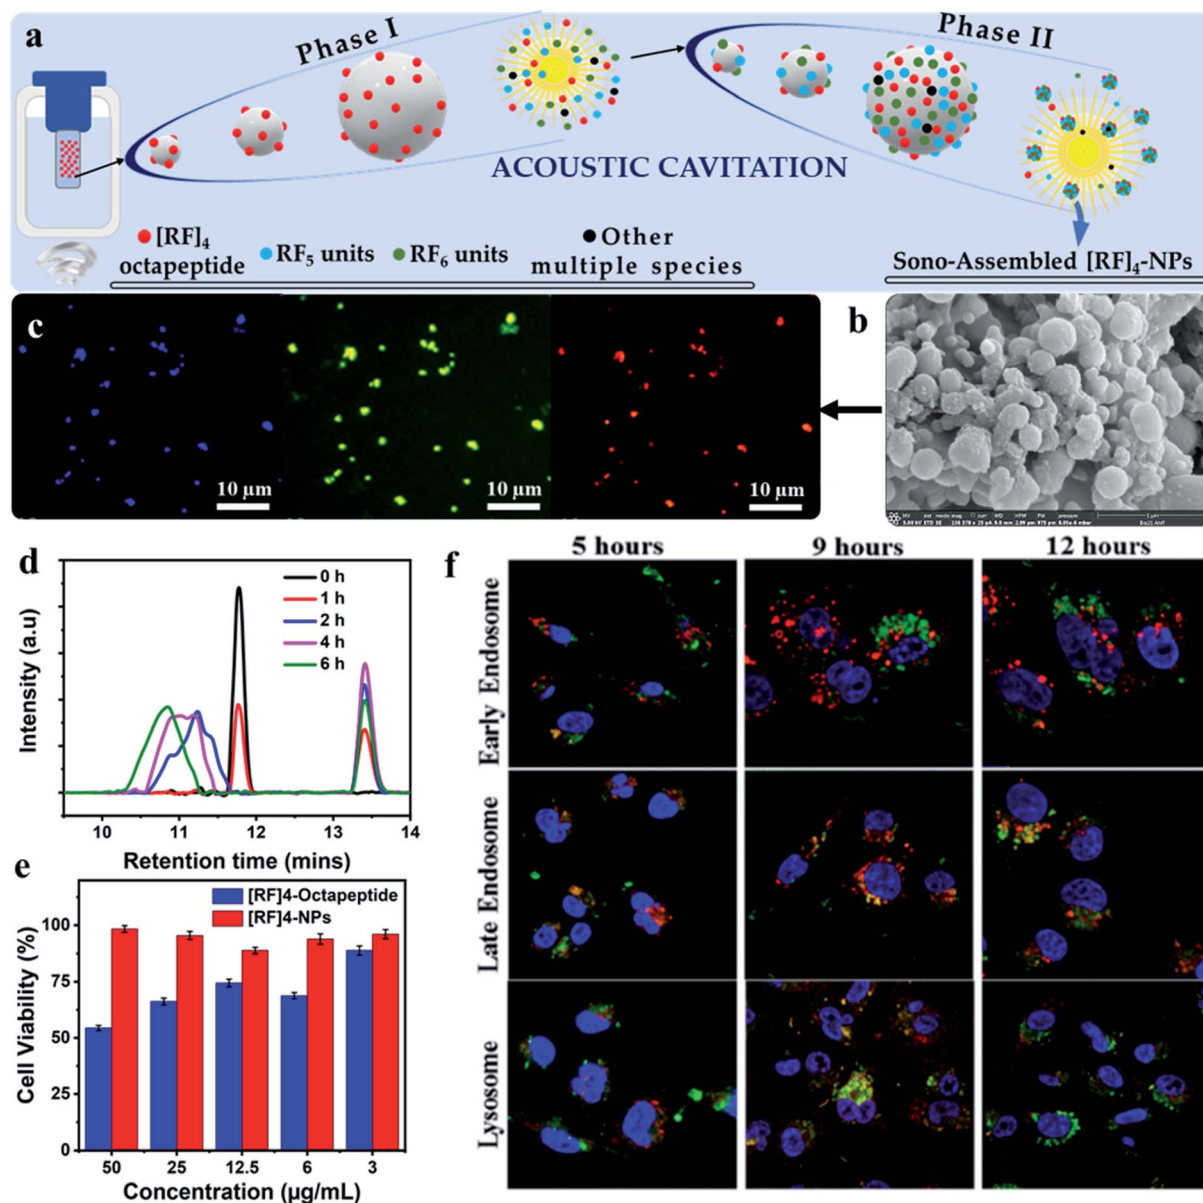 a
Phase I
Phase II
ACOUSTIC CAVITATION
[RF]₄
octapeptide
RF₅ units
RF₆ units
Other
multiple species
Sono-Assembled [RF]₄-NPs
c
10 µm
10 µm
10 µm
b
d
0 h
1 h
2 h
4 h
6 h
Intensity (a.u)
10
11
12
13
14
Retention time (mins)
e
[RF]4-Octapeptide
[RF]4-NPs
Cell Viability (%)
100
75
50
25
0
50
25
12.5
6
3
Concentration (µg/mL)
f
5 hours
9 hours
12 hours
Early Endosome
Late Endosome
Lysosome